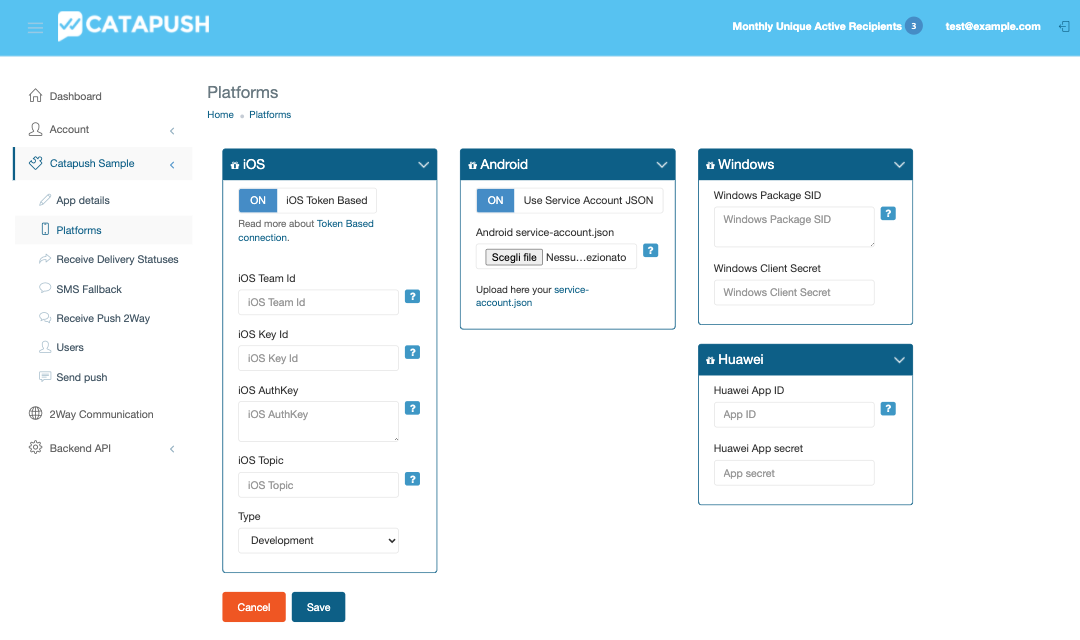 CATAPUSH
Monthly Unique Active Recipients 3
test@example.com
Dashboard
Account
Catapush Sample
App details
Platforms
Receive Delivery Statuses
SMS Fallback
Receive Push 2Way
Users
Send push
2Way Communication
Backend API
Platforms
Home Platforms
iOS
ON iOS Token Based
Read more about Token Based
connection.
iOS Team Id
iOS Team Id ?
iOS Key Id
iOS Key Id ?
iOS AuthKey
iOS AuthKey ?
iOS Topic
iOS Topic ?
Type
Development
Android
ON Use Service Account JSON
Android service-account.json
Scegli file Nessu…ezionato ?
Upload here your service-
account.json
Windows
Windows Package SID
Windows Package SID ?
Windows Client Secret
Windows Client Secret
Huawei
Huawei App ID
App ID ?
Huawei App secret
App secret
Cancel Save